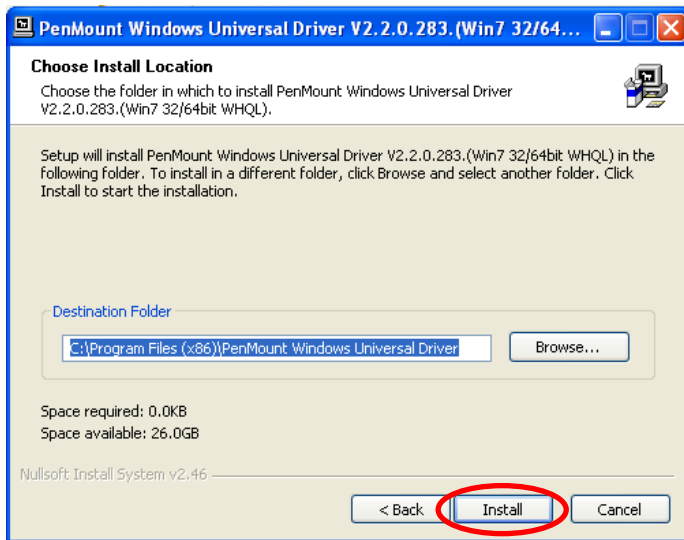 PenMount Windows Universal Driver V2.2.0.283.(Win7 32/64...
Choose Install Location
Choose the folder in which to install PenMount Windows Universal Driver
V2.2.0.283.(Win7 32/64bit WHQL).
Setup will install PenMount Windows Universal Driver V2.2.0.283.(Win7 32/64bit WHQL) in the
following folder. To install in a different folder, click Browse and select another folder. Click
Install to start the installation.
Destination Folder
C:\Program Files (x86)\PenMount Windows Universal Driver
Browse...
Space required: 0.0KB
Space available: 26.0GB
Nullsoft Install System v2.46
< Back Install Cancel